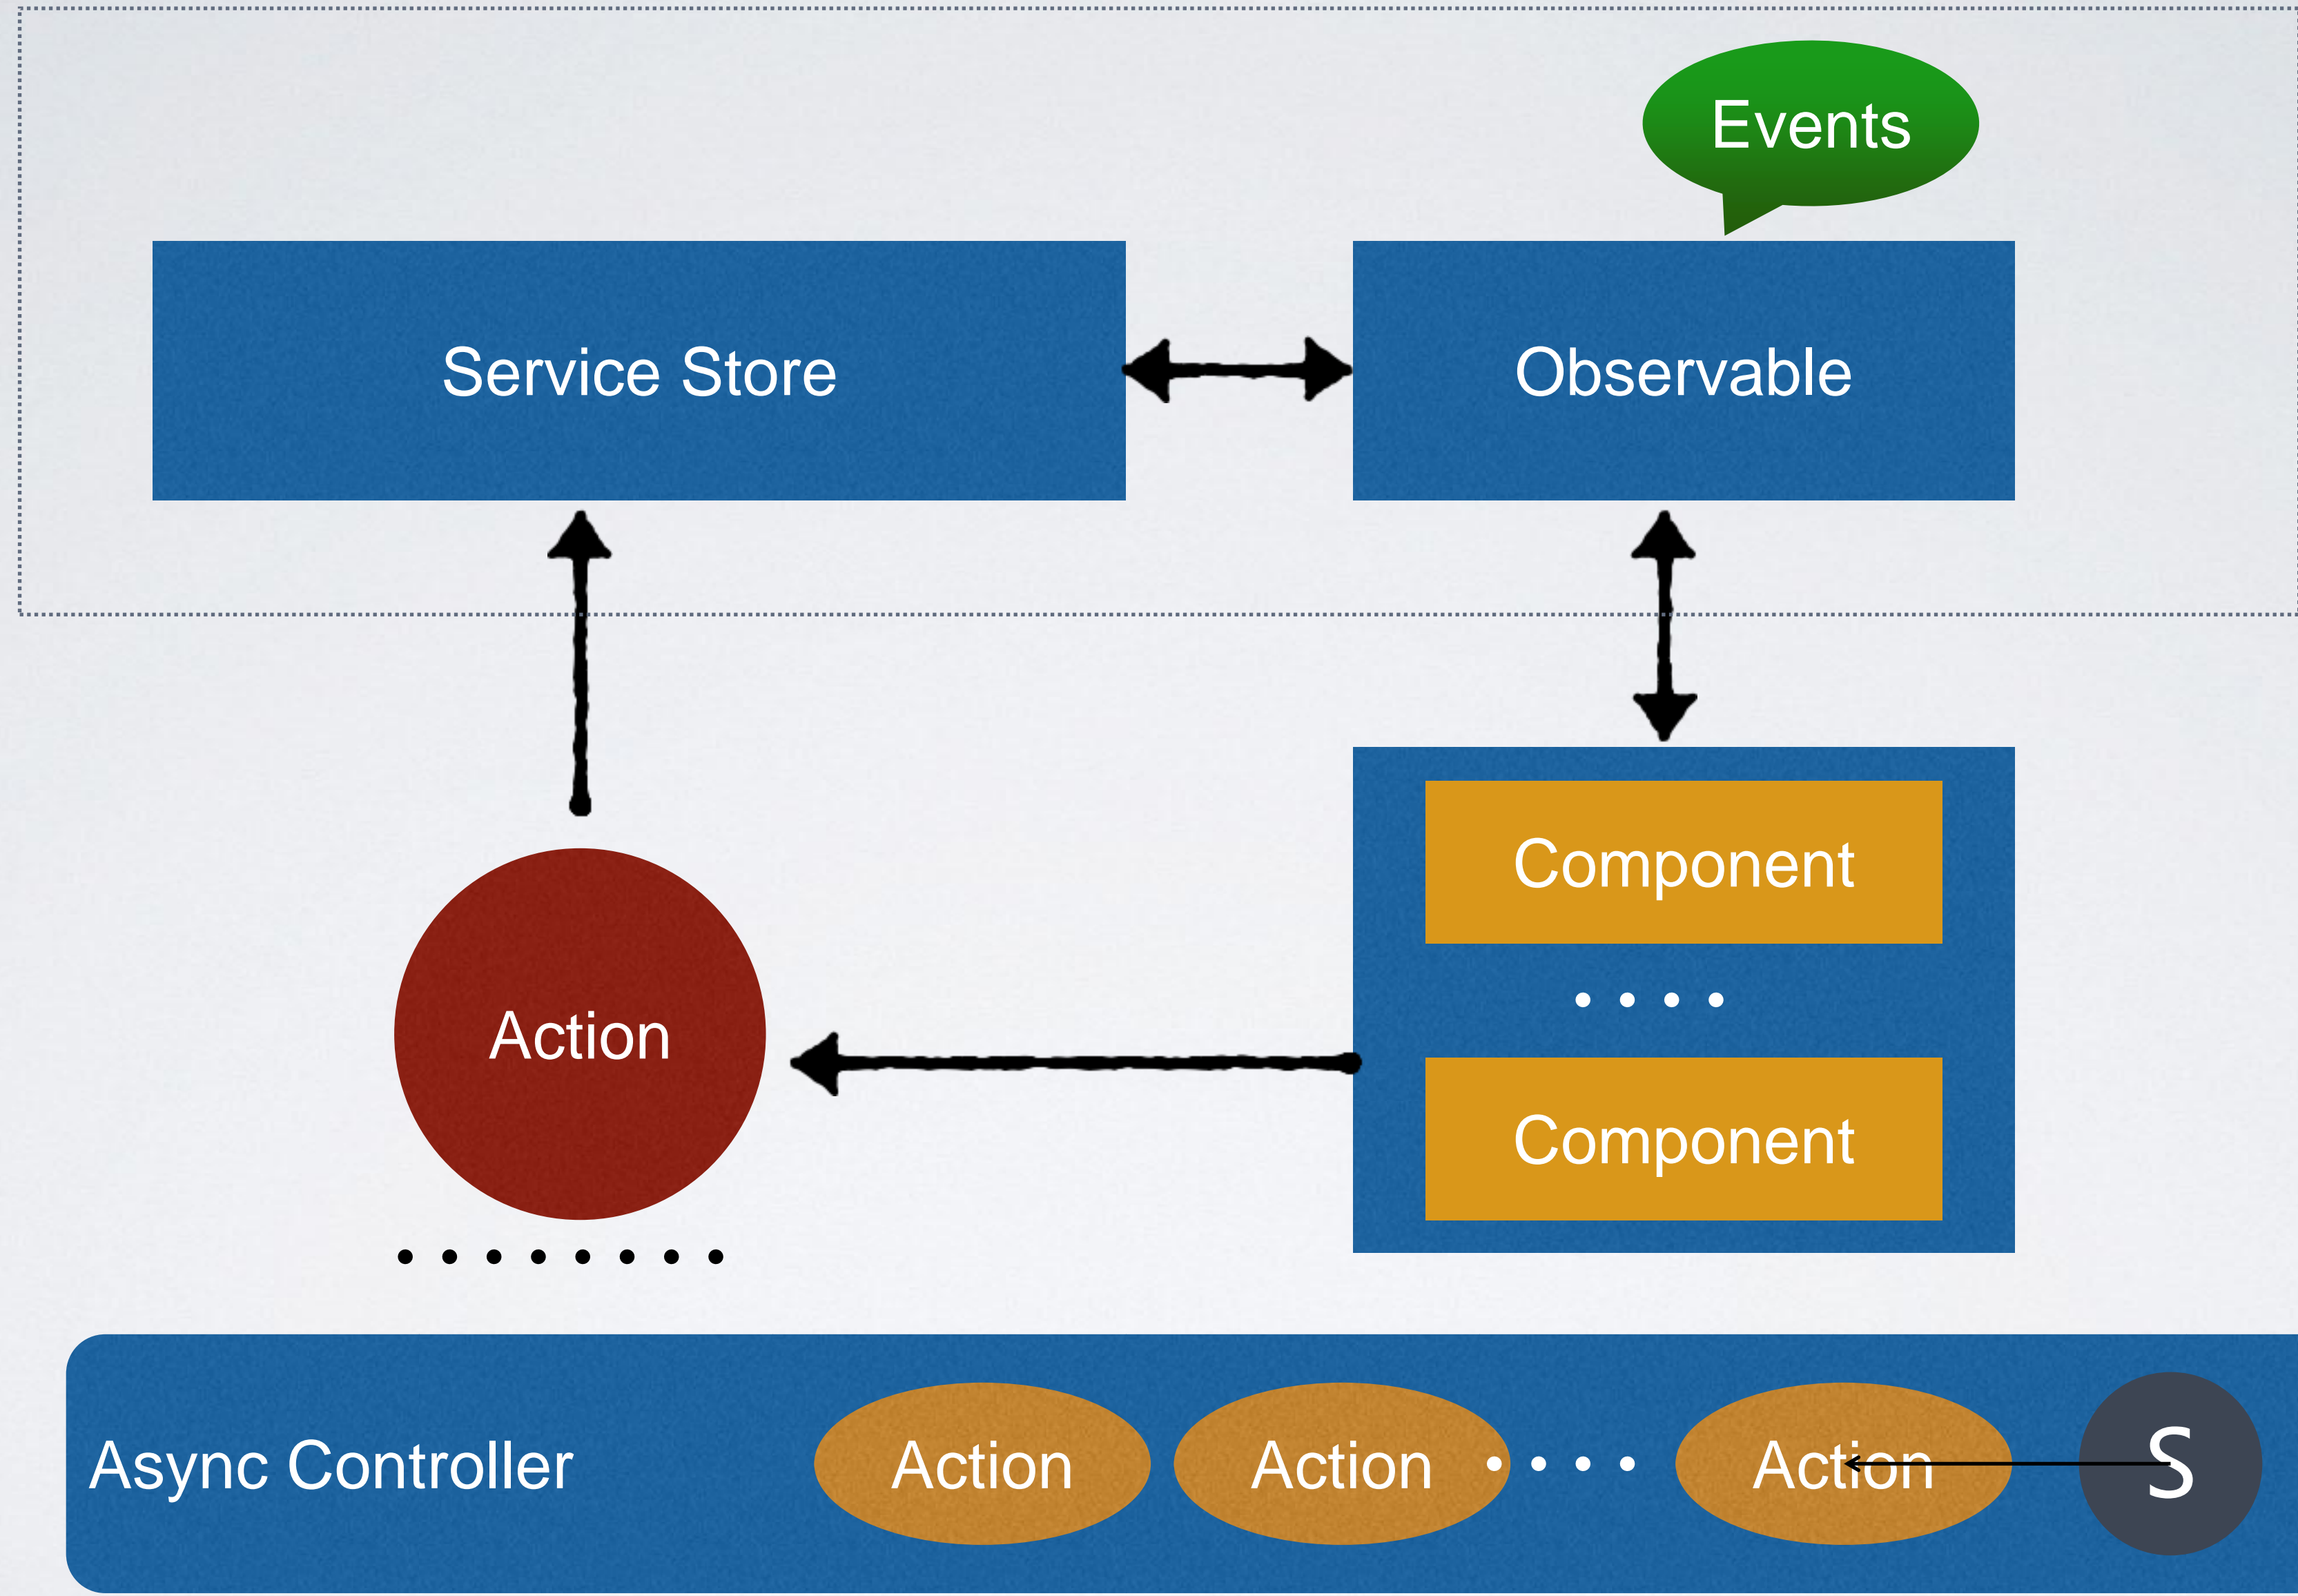 Events
Service Store
Observable
Component
....
Action
Component
........
Async Controller
Action
Action
....
Action
S